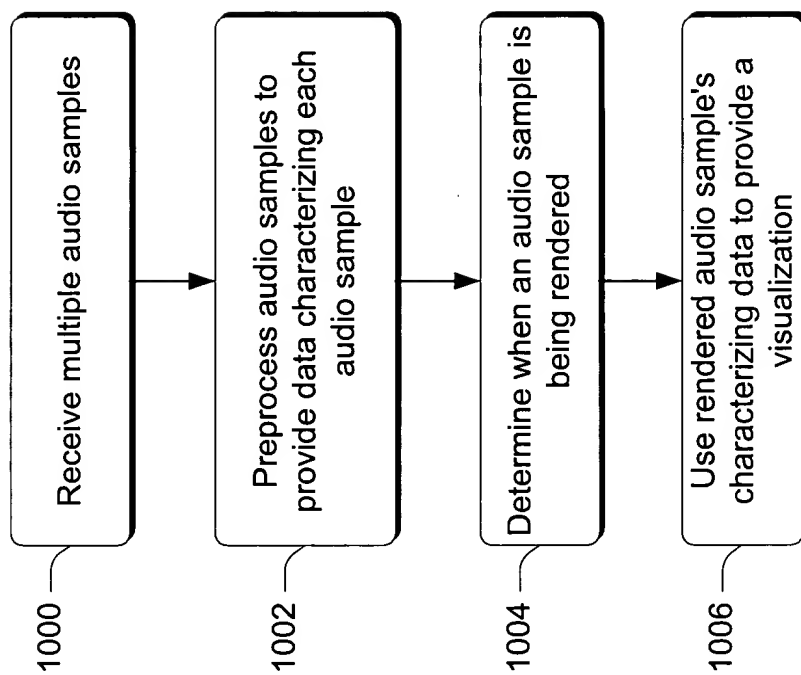 1000
Receive multiple audio samples
1002
Preprocess audio samples to
provide data characterizing each
audio sample
1004
Determine when an audio sample is
being rendered
1006
Use rendered audio sample's
characterizing data to provide a
visualization